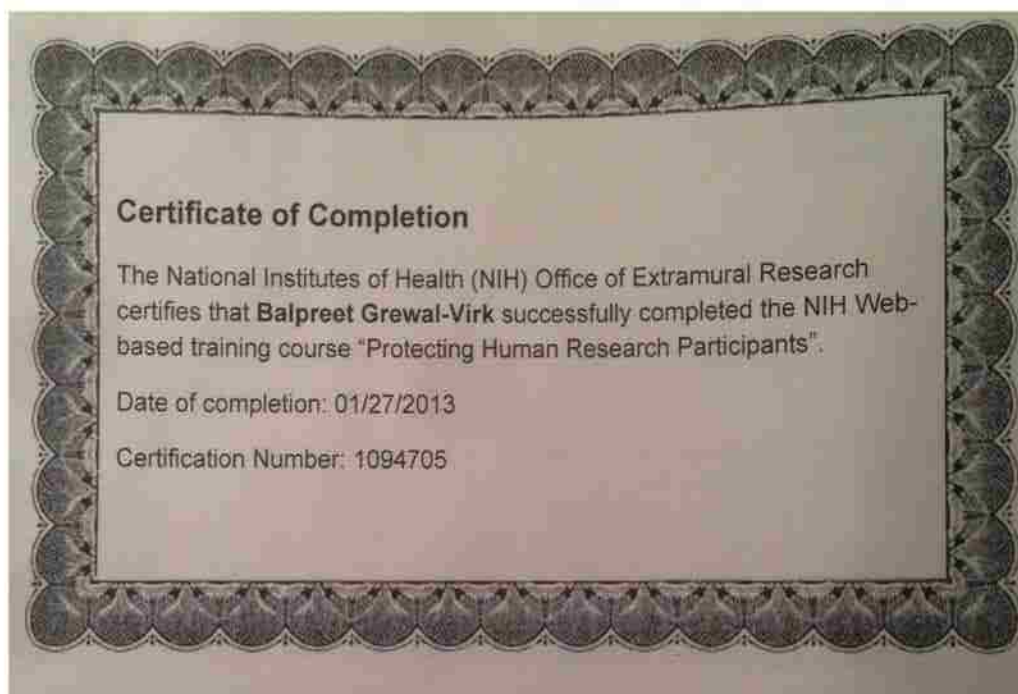 Certificate of Completion
The National Institutes of Health (NIH) Office of Extramural Research
certifies that Balpreet Grewal-Virk successfully completed the NIH Web-
based training course “Protecting Human Research Participants”.
Date of completion: 01/27/2013
Certification Number: 1094705